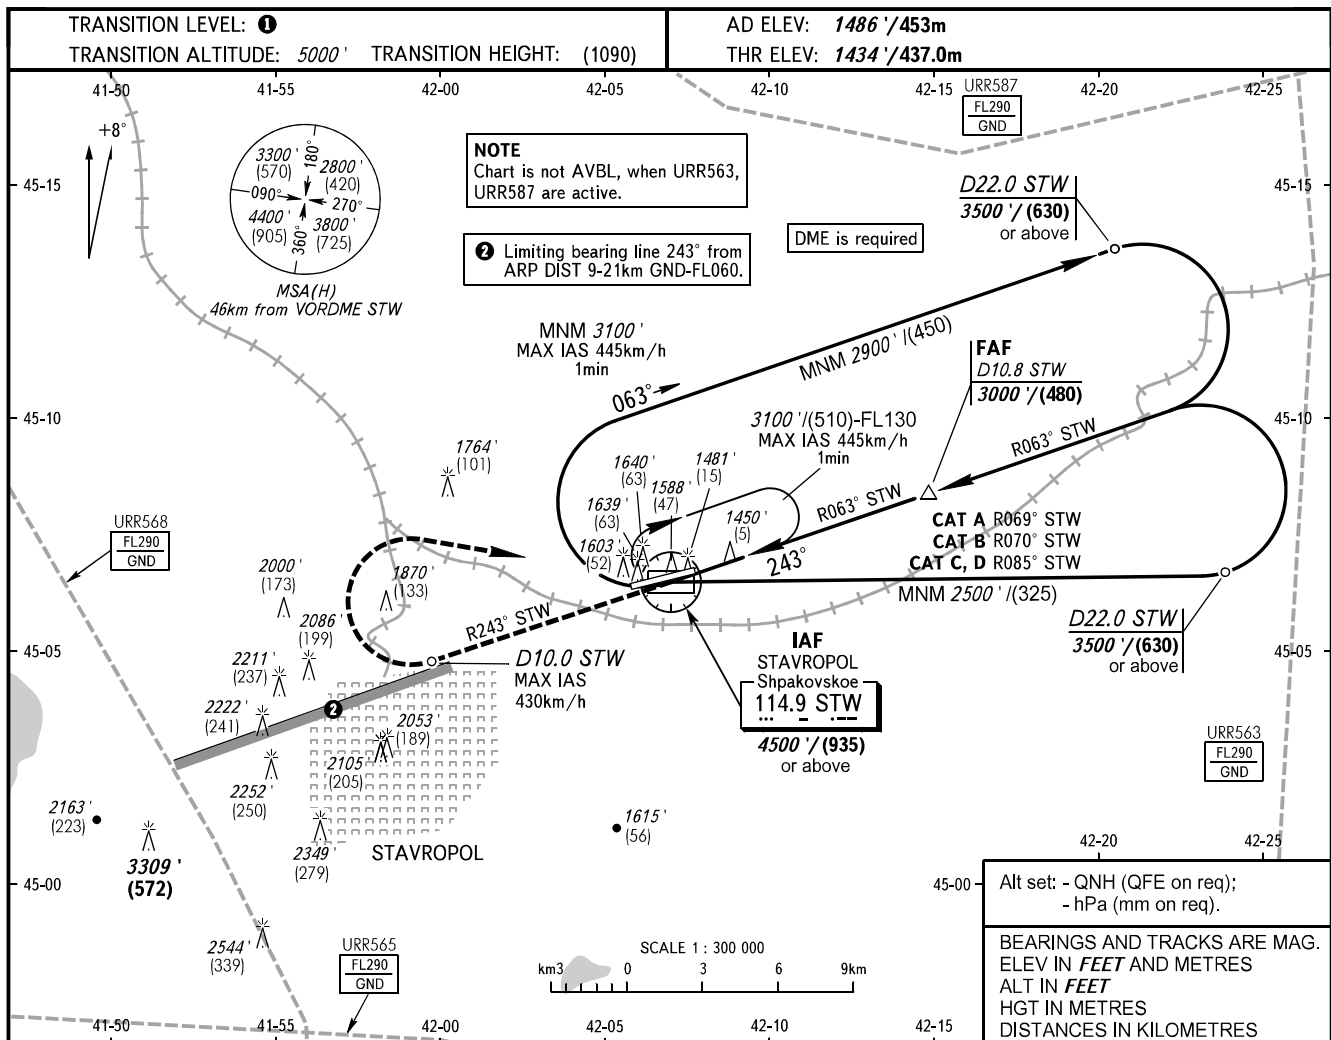 TRANSITION LEVEL: ❶
TRANSITION ALTITUDE: 5000 ' TRANSITION HEIGHT: (1090)
AD ELEV: 1486 '/453m
THR ELEV: 1434 '/437.0m
41-50
41-55
42-00
42-05
42-10
42-15
42-20
42-25
URR587
FL290
GND
+8°
3300 '
(570)
180°
2800 '
(420)
090°
270°
4400 '
(905)
360°
3800 '
(725)
MSA(H)
46km from VORDME STW
NOTE
Chart is not AVBL, when URR563,
URR587 are active.
❷ Limiting bearing line 243° from
ARP DIST 9-21km GND-FL060.
DME is required
45-15
45-15
D22.0 STW
3500 '/(630)
or above
MNM 3100 '
MAX IAS 445km/h
1min
063°
MNM 2900 '/(450)
FAF
D10.8 STW
3000 '/(480)
45-10
45-10
3100 '/(510)-FL130
MAX IAS 445km/h
1min
R063° STW
R063° STW
1764 '
(101)
1640 '
(63)
1481 '
(15)
1588 '
(47)
1639 '
(63)
1450 '
(5)
1603 '
(52)
243°
CAT A R069° STW
CAT B R070° STW
CAT C, D R085° STW
MNM 2500 '/(325)
URR568
FL290
GND
2000 '
(173)
1870 '
(133)
2086 '
(199)
R243° STW
2211 '
(237)
D10.0 STW
MAX IAS
430km/h
IAF
STAVROPOL
Shpakovskoe
114.9 STW
... – .––
4500 '/(935)
or above
D22.0 STW
3500 '/(630)
or above
45-05
45-05
2222 '
(241)
❷
2053 '
(189)
2105 '
(205)
2252 '
(250)
URR563
FL290
GND
2163 '
(223)
3309 '
(572)
2349 '
(279)
STAVROPOL
1615 '
(56)
42-20
42-25
45-00
45-00
2544 '
(339)
URR565
FL290
GND
SCALE 1 : 300 000
km3 0 3 6 9km
Alt set: - QNH (QFE on req);
- hPa (mm on req).
BEARINGS AND TRACKS ARE MAG.
ELEV IN FEET AND METRES
ALT IN FEET
HGT IN METRES
DISTANCES IN KILOMETRES
41-50
41-55
42-00
42-05
42-10
42-15